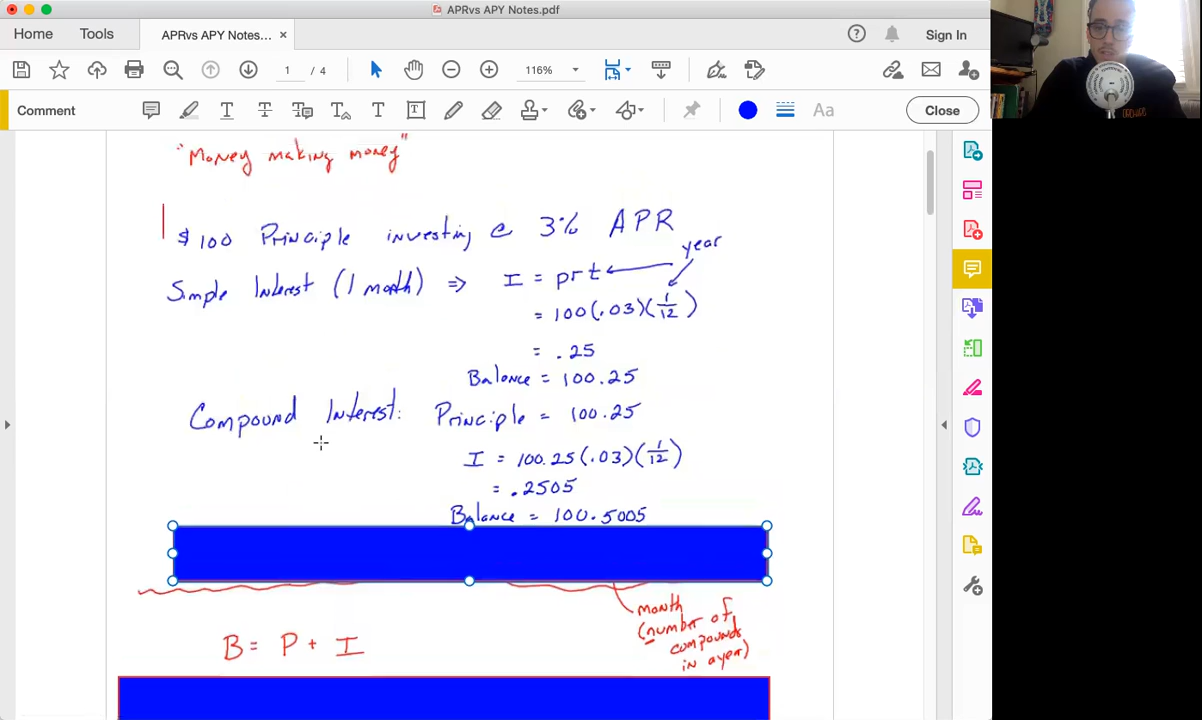 APRvs APY Notes.pdf
Home Tools APRvs APY Notes... × Sign In
1 / 4 116%
Comment Aa Close
"Money making money"
$100 Principle investing @ 3% APR
year
Simple Interest (1 month) ⇒ I = prt
= 100(.03)(1/12)
= .25
Balance = 100.25
Compound Interest: Principle = 100.25
I = 100.25(.03)(1/12)
= .2505
Balance = 100.5005
month
(number of
compounds
in a year)
B = P + I